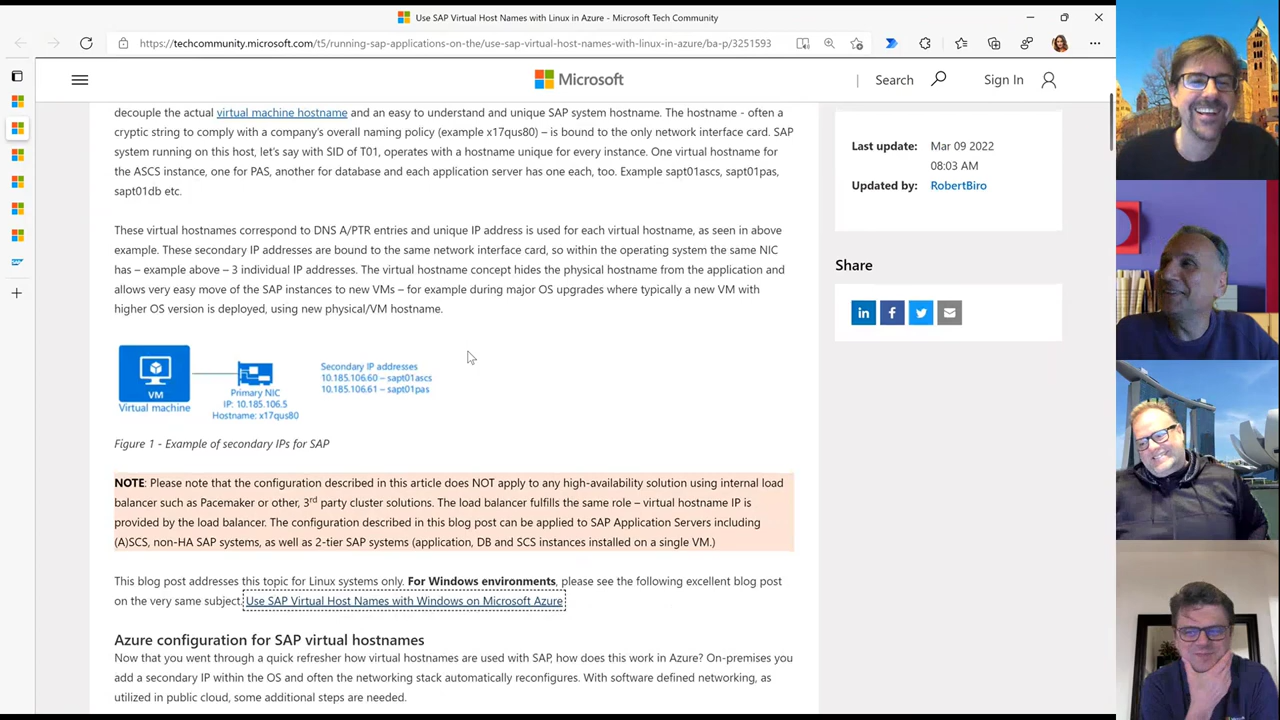 Use SAP Virtual Host Names with Linux in Azure - Microsoft Tech Community
https://techcommunity.microsoft.com/t5/running-sap-applications-on-the/use-sap-virtual-host-names-with-linux-in-azure/ba-p/3251593
Microsoft
Search
Sign In
decouple the actual virtual machine hostname and an easy to understand and unique SAP system hostname. The hostname - often a
cryptic string to comply with a company's overall naming policy (example x17qus80) – is bound to the only network interface card. SAP
system running on this host, let's say with SID of T01, operates with a hostname unique for every instance. One virtual hostname for
the ASCS instance, one for PAS, another for database and each application server has one each, too. Example sapt01ascs, sapt01pas,
sapt01db etc.
These virtual hostnames correspond to DNS A/PTR entries and unique IP address is used for each virtual hostname, as seen in above
example. These secondary IP addresses are bound to the same network interface card, so within the operating system the same NIC
has – example above – 3 individual IP addresses. The virtual hostname concept hides the physical hostname from the application and
allows very easy move of the SAP instances to new VMs – for example during major OS upgrades where typically a new VM with
higher OS version is deployed, using new physical/VM hostname.
VM
Virtual machine
Primary NIC
IP: 10.185.106.5
Hostname: x17qus80
Secondary IP addresses
10.185.106.60 – sapt01ascs
10.185.106.61 – sapt01pas
Figure 1 - Example of secondary IPs for SAP
NOTE: Please note that the configuration described in this article does NOT apply to any high-availability solution using internal load
balancer such as Pacemaker or other, 3rd party cluster solutions. The load balancer fulfills the same role – virtual hostname IP is
provided by the load balancer. The configuration described in this blog post can be applied to SAP Application Servers including
(A)SCS, non-HA SAP systems, as well as 2-tier SAP systems (application, DB and SCS instances installed on a single VM.)
This blog post addresses this topic for Linux systems only. For Windows environments, please see the following excellent blog post
on the very same subject. Use SAP Virtual Host Names with Windows on Microsoft Azure
Azure configuration for SAP virtual hostnames
Now that you went through a quick refresher how virtual hostnames are used with SAP, how does this work in Azure? On-premises you
add a secondary IP within the OS and often the networking stack automatically reconfigures. With software defined networking, as
utilized in public cloud, some additional steps are needed.
Last update: Mar 09 2022
08:03 AM
Updated by: RobertBiro
Share